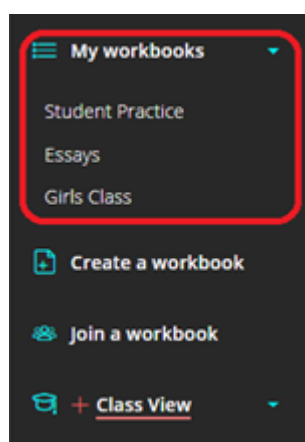 My workbooks
Student Practice
Essays
Girls Class
Create a workbook
Join a workbook
+ Class View